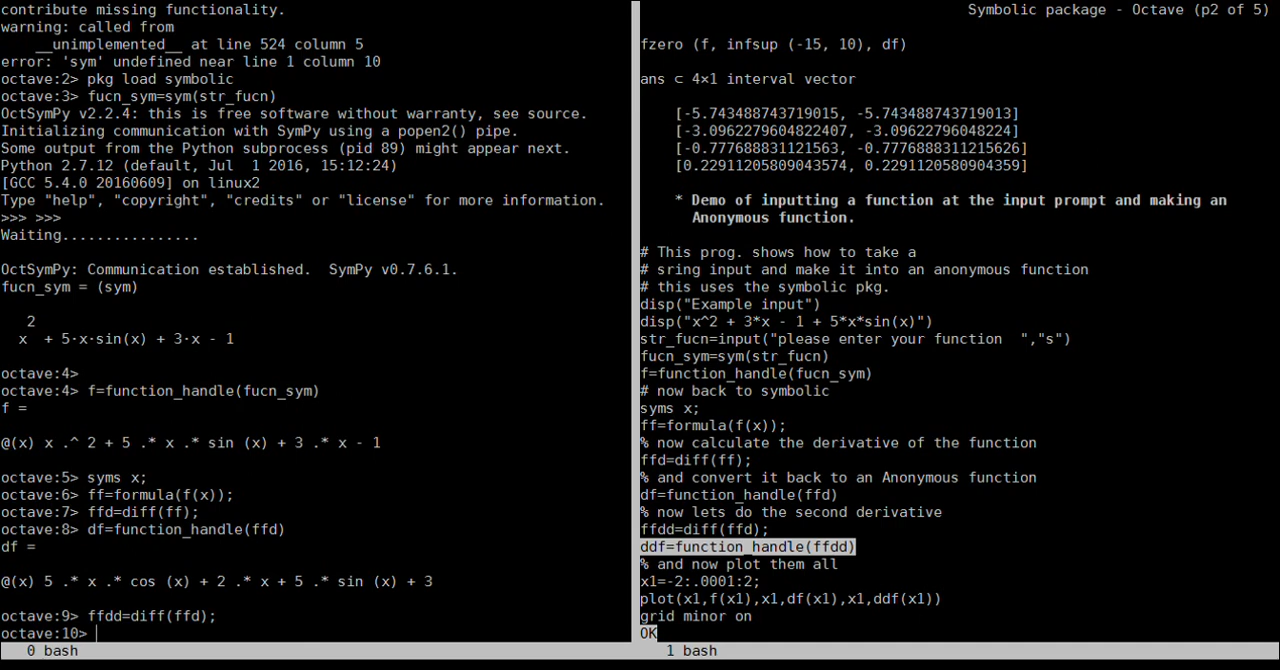 contribute missing functionality.
warning: called from
    __unimplemented__ at line 524 column 5
error: 'sym' undefined near line 1 column 10
octave:2> pkg load symbolic
octave:3> fucn_sym=sym(str_fucn)
OctSymPy v2.2.4: this is free software without warranty, see source.
Initializing communication with SymPy using a popen2() pipe.
Some output from the Python subprocess (pid 89) might appear next.
Python 2.7.12 (default, Jul  1 2016, 15:12:24)
[GCC 5.4.0 20160609] on linux2
Type "help", "copyright", "credits" or "license" for more information.
>>> >>>
Waiting................
OctSymPy: Communication established.  SymPy v0.7.6.1.
fucn_sym = (sym)
   2
  x  + 5·x·sin(x) + 3·x - 1
octave:4>
octave:4> f=function_handle(fucn_sym)
f =
@(x) x .^ 2 + 5 .* x .* sin (x) + 3 .* x - 1
octave:5> syms x;
octave:6> ff=formula(f(x));
octave:7> ffd=diff(ff);
octave:8> df=function_handle(ffd)
df =
@(x) 5 .* x .* cos (x) + 2 .* x + 5 .* sin (x) + 3
octave:9> ffdd=diff(ffd);
octave:10>
0 bash
Symbolic package - Octave (p2 of 5)
fzero (f, infsup (-15, 10), df)
ans ⊂ 4×1 interval vector
    [-5.743488743719015, -5.743488743719013]
    [-3.0962279604822407, -3.09622796048224]
    [-0.777688831121563, -0.7776888311215626]
    [0.22911205809043574, 0.2291120580904359]
    * Demo of inputting a function at the input prompt and making an
      Anonymous function.
# This prog. shows how to take a
# sring input and make it into an anonymous function
# this uses the symbolic pkg.
disp("Example input")
disp("x^2 + 3*x - 1 + 5*x*sin(x)")
str_fucn=input("please enter your function  ","s")
fucn_sym=sym(str_fucn)
f=function_handle(fucn_sym)
# now back to symbolic
syms x;
ff=formula(f(x));
% now calculate the derivative of the function
ffd=diff(ff);
% and convert it back to an Anonymous function
df=function_handle(ffd)
% now lets do the second derivative
ffdd=diff(ffd);
ddf=function_handle(ffdd)
% and now plot them all
x1=-2:.0001:2;
plot(x1,f(x1),x1,df(x1),x1,ddf(x1))
grid minor on
OK
1 bash